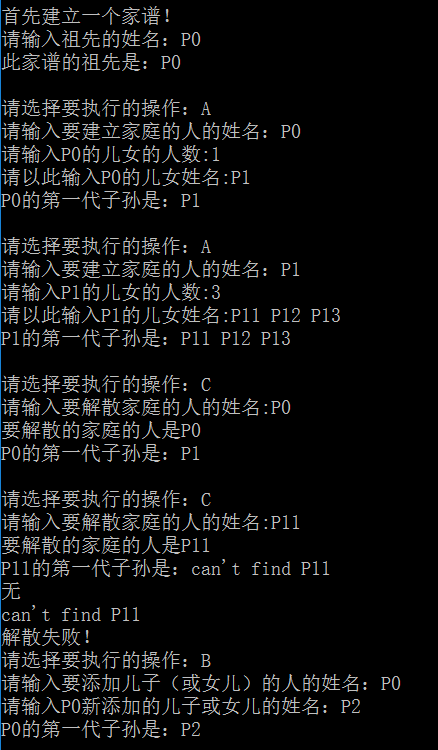 首先建立一个家谱！
请输入祖先的姓名：P0
此家谱的祖先是：P0
请选择要执行的操作：A
请输入要建立家庭的人的姓名：P0
请输入P0的儿女的人数:1
请以此输入P0的儿女姓名:P1
P0的第一代子孙是：P1
请选择要执行的操作：A
请输入要建立家庭的人的姓名：P1
请输入P1的儿女的人数:3
请以此输入P1的儿女姓名:P11 P12 P13
P1的第一代子孙是：P11 P12 P13
请选择要执行的操作：C
请输入要解散家庭的人的姓名:P0
要解散的家庭的人是P0
P0的第一代子孙是：P1
请选择要执行的操作：C
请输入要解散家庭的人的姓名:P11
要解散的家庭的人是P11
P11的第一代子孙是：can't find P11
无
can't find P11
解散失败！
请选择要执行的操作：B
请输入要添加儿子（或女儿）的人的姓名：P0
请输入P0新添加的儿子或女儿的姓名：P2
P0的第一代子孙是：P2